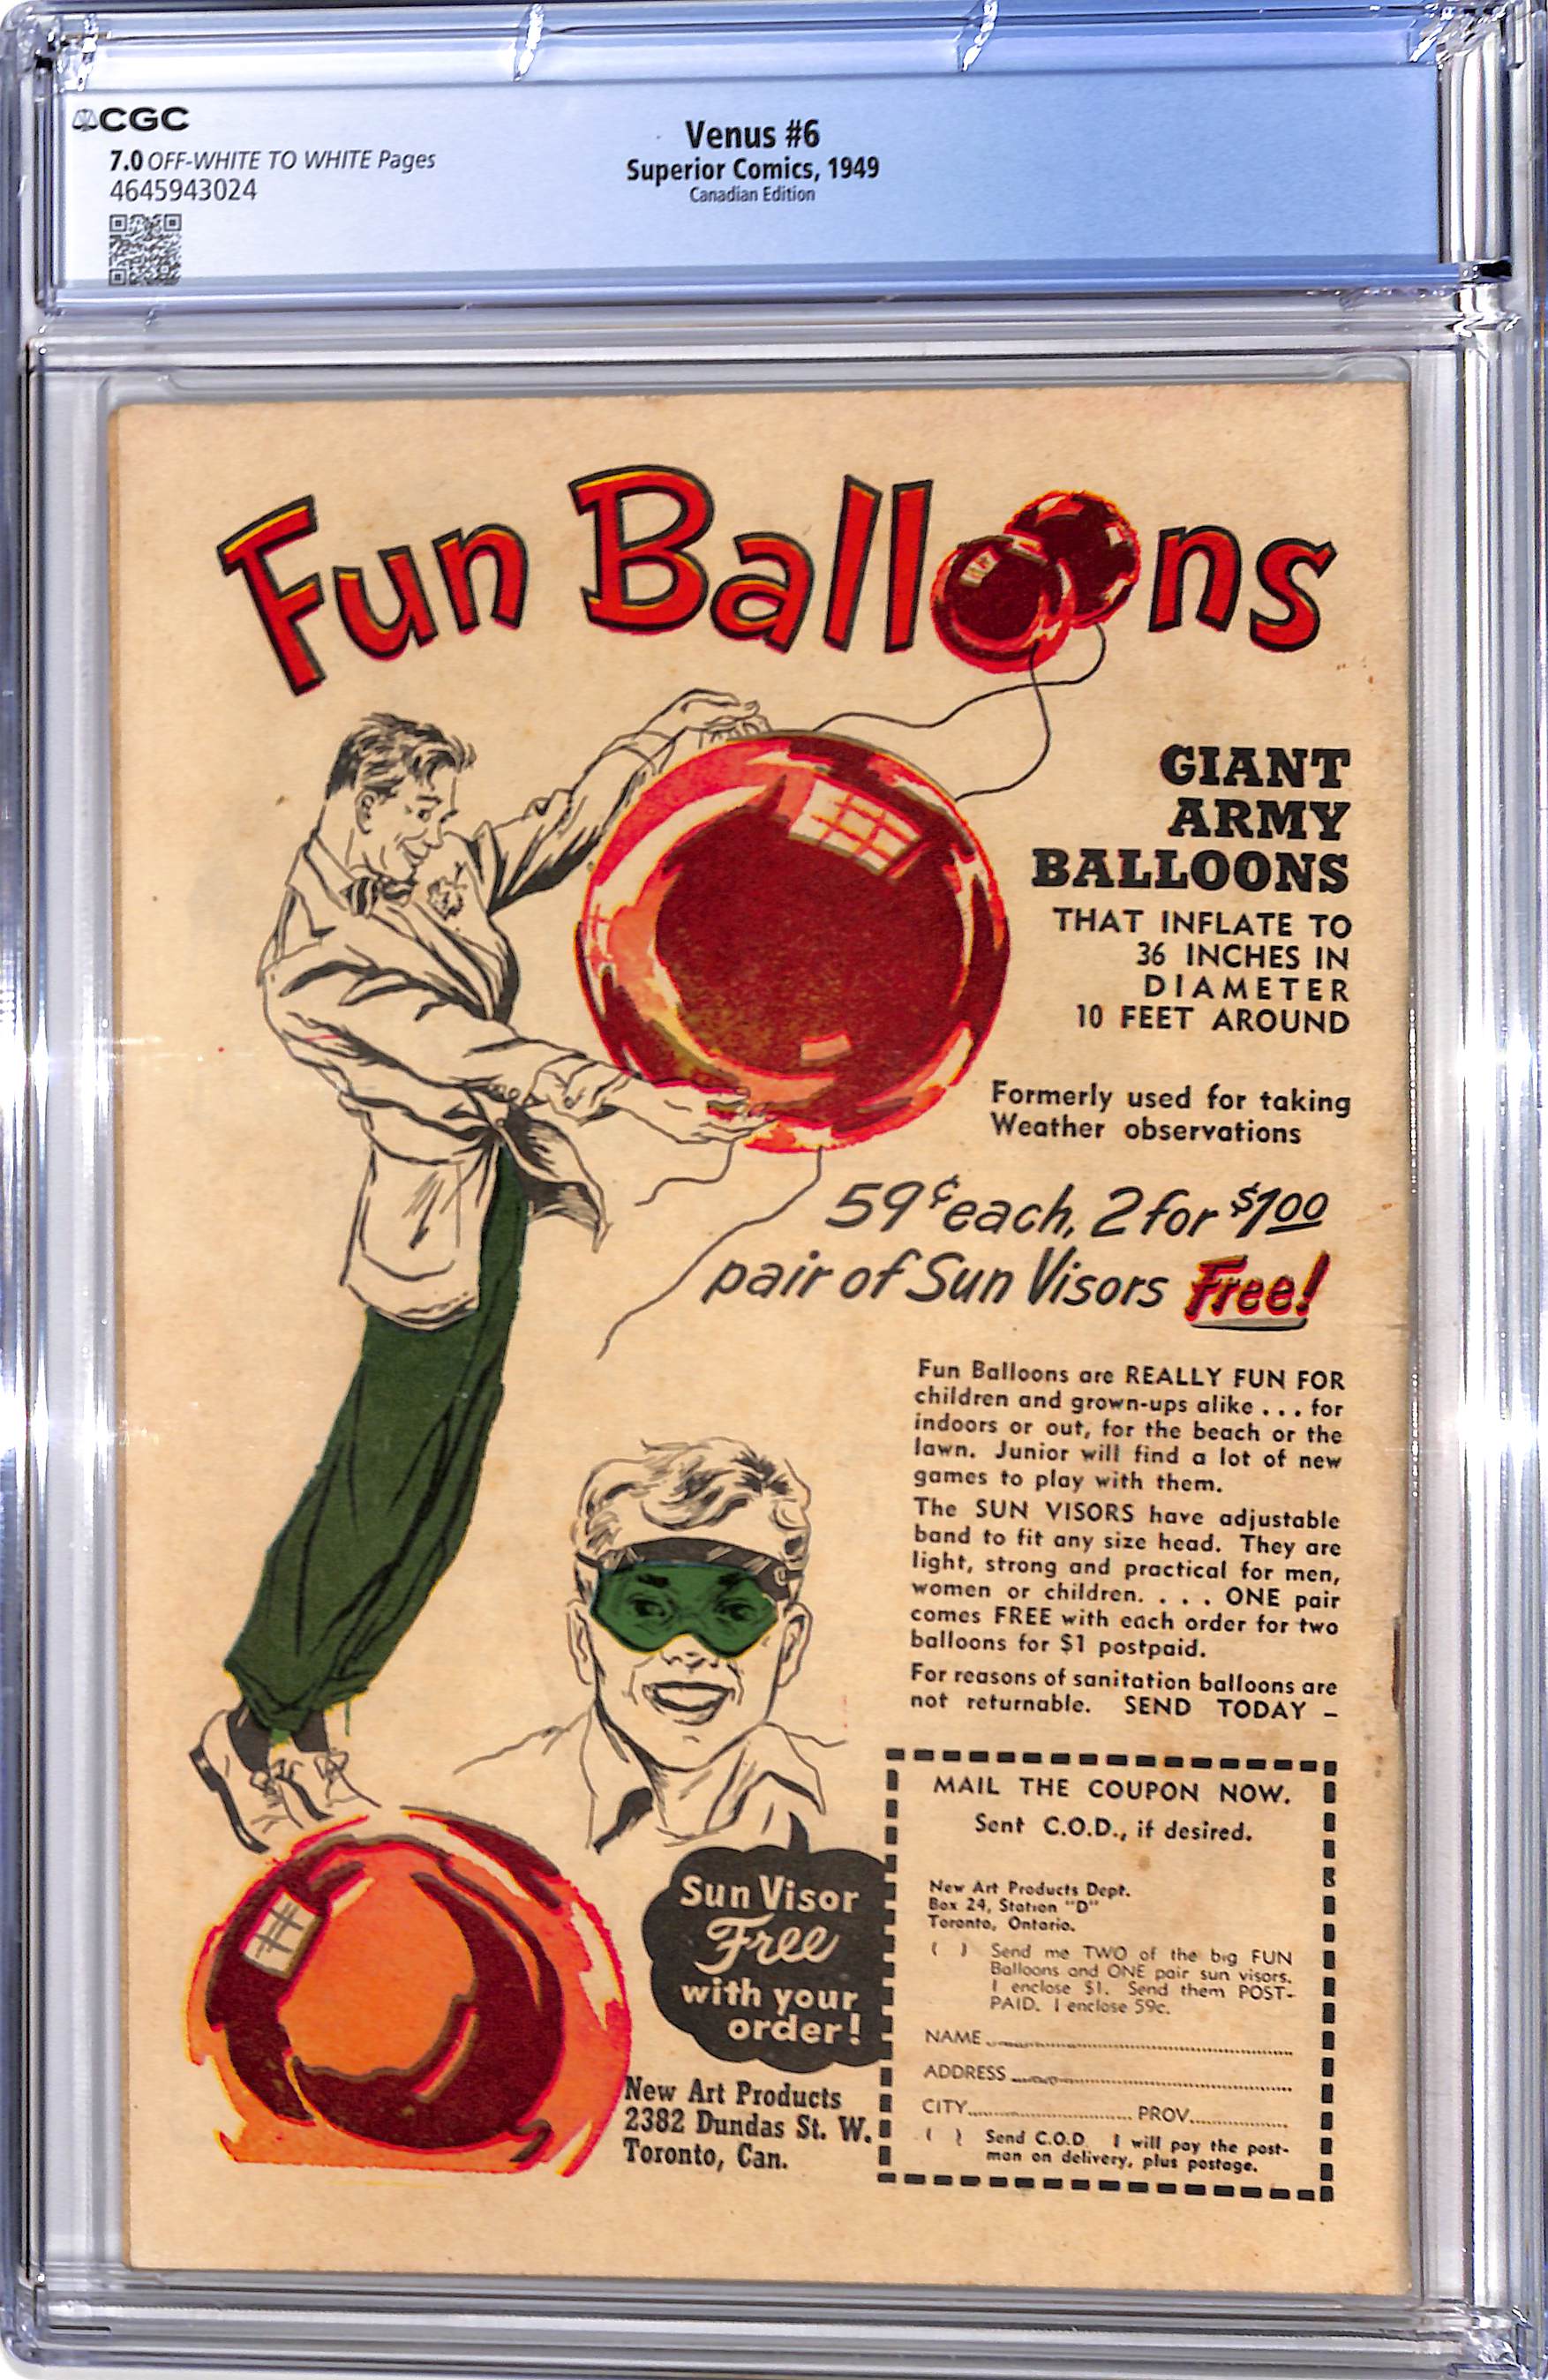 CGC
7.0 OFF-WHITE TO WHITE Pages
4645943024
Venus #6
Superior Comics, 1949
Canadian Edition
Fun Balloons
GIANT
ARMY
BALLOONS
THAT INFLATE TO
36 INCHES IN
DIAMETER
10 FEET AROUND
Formerly used for taking
Weather observations
59¢ each, 2 for $1.00
pair of Sun Visors Free!
Fun Balloons are REALLY FUN FOR
children and grown-ups alike . . . for
indoors or out, for the beach or the
lawn. Junior will find a lot of new
games to play with them.
The SUN VISORS have adjustable
band to fit any size head. They are
light, strong and practical for men,
women or children. . . . ONE pair
comes FREE with each order for two
balloons for $1 postpaid.
For reasons of sanitation balloons are
not returnable. SEND TODAY –
Sun Visor
Free
with your
order!
New Art Products
2382 Dundas St. W.
Toronto, Can.
MAIL THE COUPON NOW.
Sent C.O.D., if desired.
New Art Products Dept.
Box 24, Station "D"
Toronto, Ontario.
( ) Send me TWO of the big FUN
Balloons and ONE pair sun visors.
I enclose $1. Send them POST-
PAID. I enclose 59c.
NAME
ADDRESS
CITY PROV.
( ) Send C.O.D. I will pay the post-
man on delivery, plus postage.